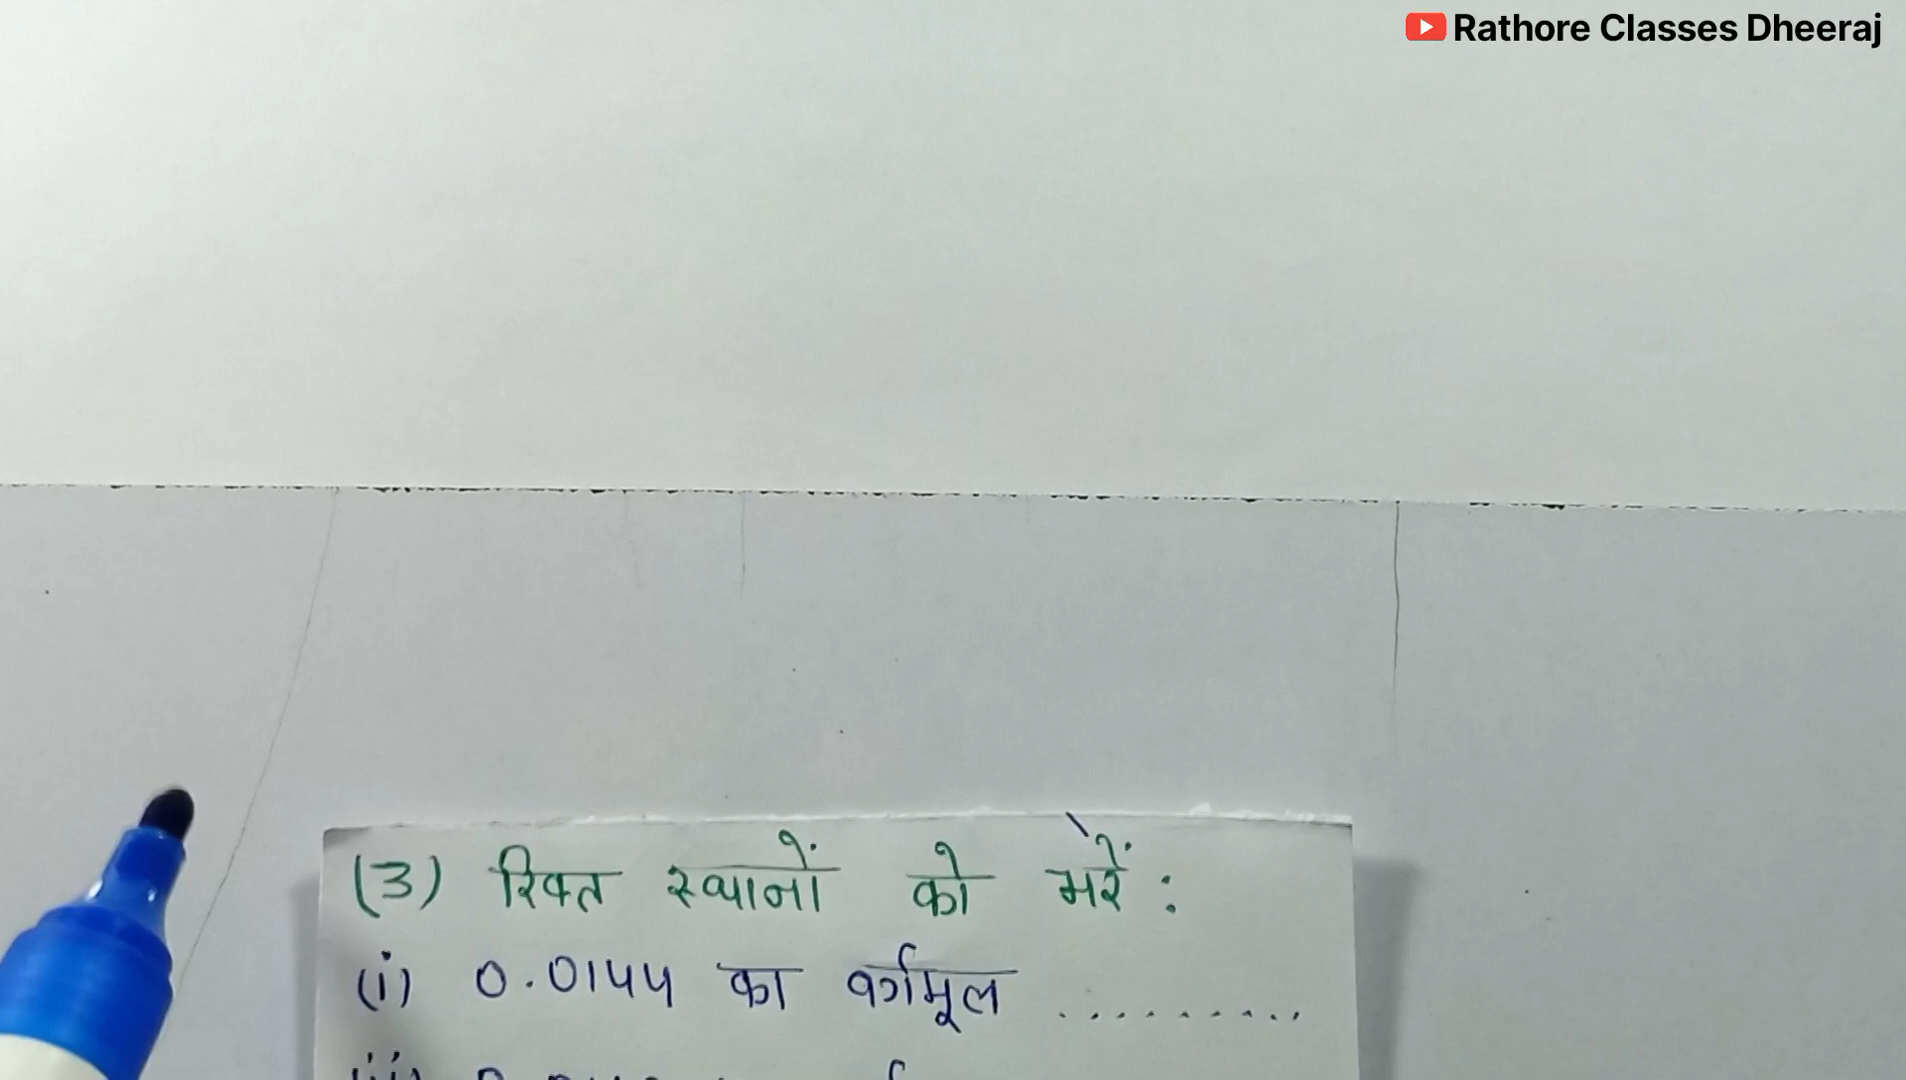 Rathore Classes Dheeraj
(3) रिक्त स्थानों को भरें :
(i) 0.0144 का वर्गमूल ..........